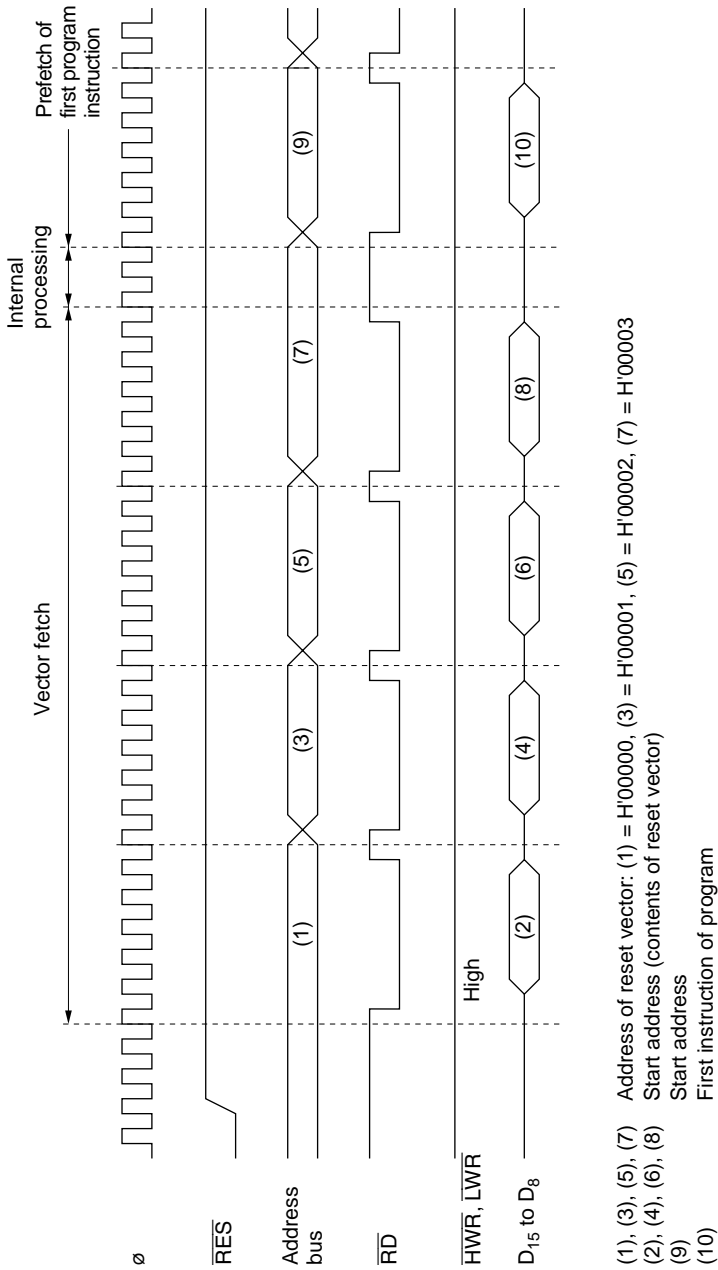 Vector fetch
Internal
processing
Prefetch of
first program
instruction
ø
RES
Address
bus
(1)
(3)
(5)
(7)
(9)
RD
HWR, LWR
High
D15 to D8
(2)
(4)
(6)
(8)
(10)
(1), (3), (5), (7) Address of reset vector: (1) = H'00000, (3) = H'00001, (5) = H'00002, (7) = H'00003
(2), (4), (6), (8) Start address (contents of reset vector)
(9) Start address
(10) First instruction of program